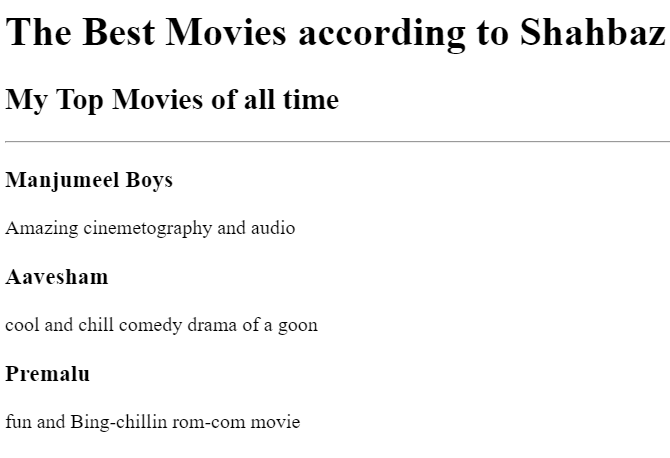 The Best Movies according to Shahbaz
My Top Movies of all time
Manjumeel Boys
Amazing cinemetography and audio
Aavesham
cool and chill comedy drama of a goon
Premalu
fun and Bing-chillin rom-com movie